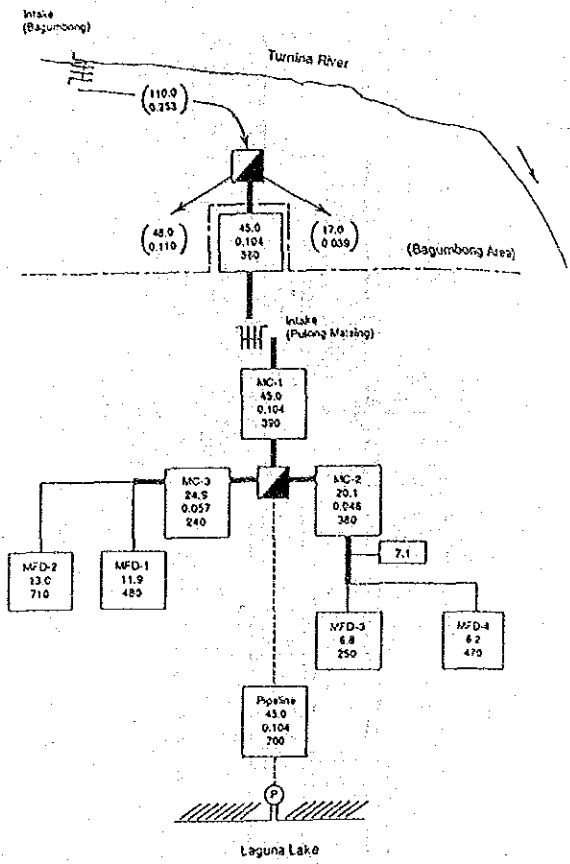 Intake
(Bagumbong)
Tumina River
(110.0
0.253)
(48.0
0.110)
45.0
0.104
380
(17.0
0.039)
(Bagumbong Area)
Intake
(Pulong Maising)
MC-1
45.0
0.104
390
MC-3
24.9
0.057
240
MC-2
20.1
0.046
380
7.1
MFD-2
13.0
710
MFD-1
11.9
480
MFD-3
6.8
250
MFD-4
6.2
470
Pipeline
45.0
0.104
700
P
Laguna Lake